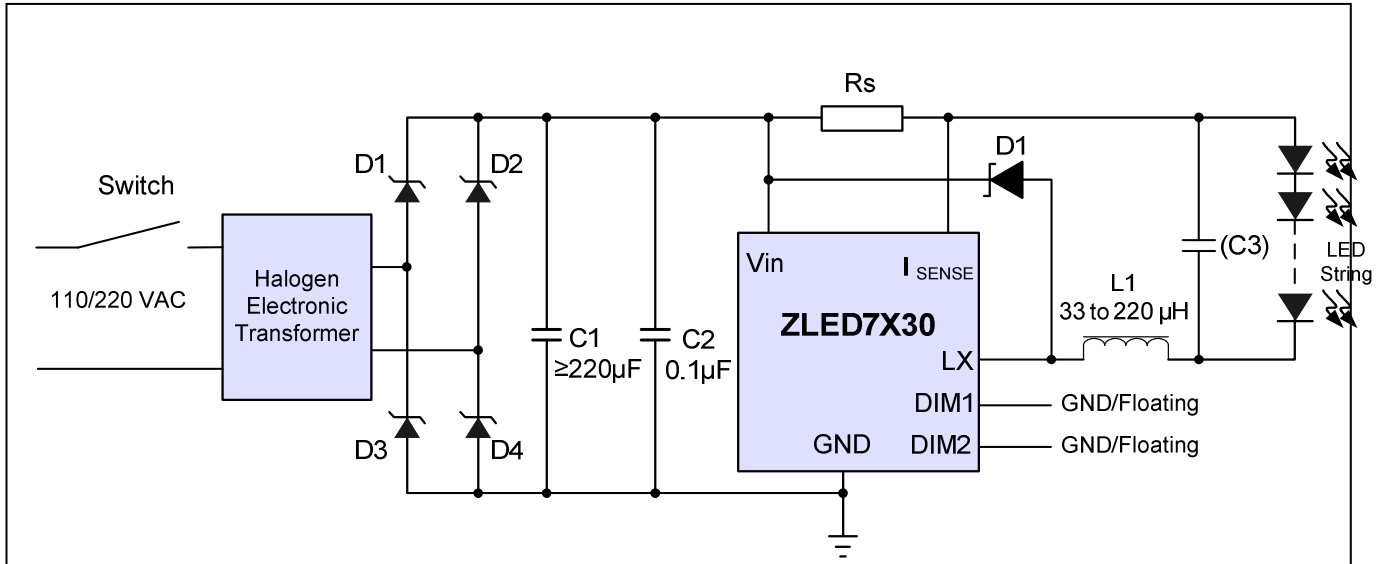 Rs
D1
D2
D1
Switch
Halogen
Electronic
Transformer
110/220 VAC
Vin
I SENSE
(C3)
LED
String
L1
33 to 220 µH
ZLED7X30
C1
≥220µF
C2
0.1µF
LX
DIM1
GND/Floating
D3
D4
GND
DIM2
GND/Floating